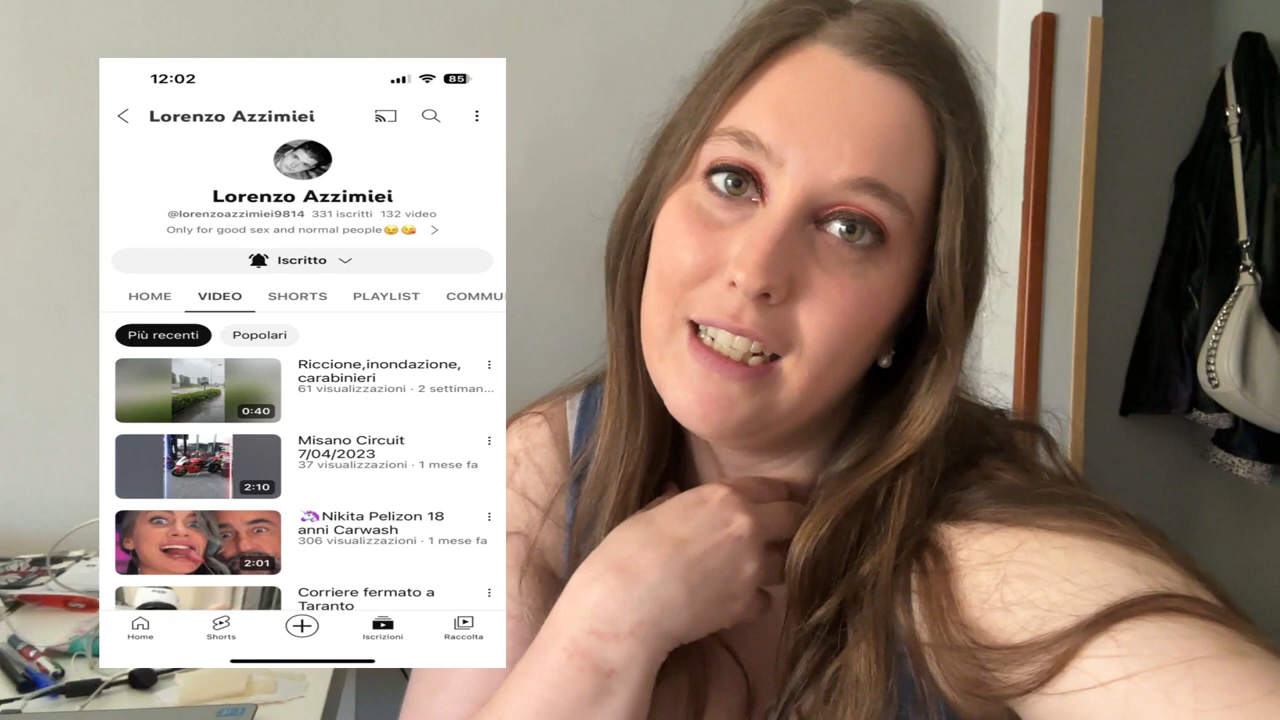 12:02
85
Lorenzo Azzimiei
Lorenzo Azzimiei
@lorenzoazzimiei9814 331 iscritti 132 video
Only for good sex and normal people😉😘
Iscritto
HOME VIDEO SHORTS PLAYLIST COMMU
Più recenti Popolari
Riccione,inondazione,
carabinieri
61 visualizzazioni · 2 settiman...
0:40
Misano Circuit
7/04/2023
37 visualizzazioni · 1 mese fa
2:10
🦄Nikita Pelizon 18
anni Carwash
306 visualizzazioni · 1 mese fa
2:01
Corriere fermato a
Taranto
Home Shorts Iscrizioni Raccolta